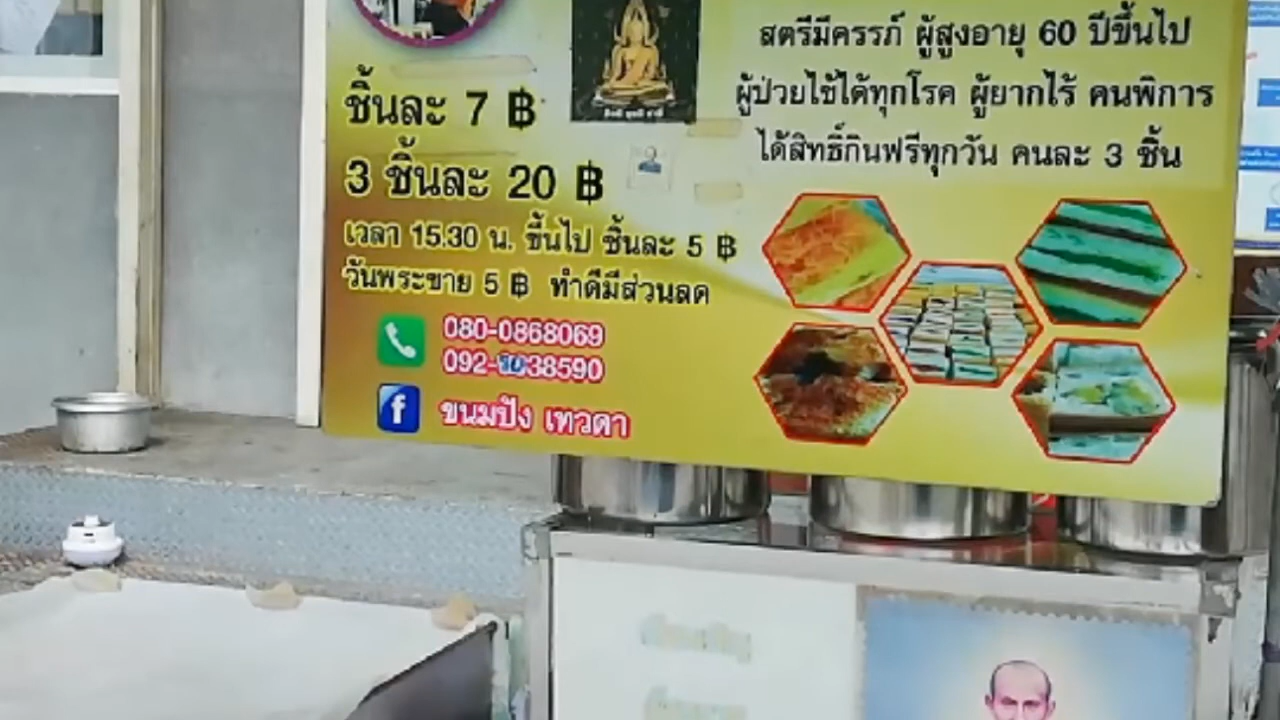 สตรีมีครรภ์ ผู้สูงอายุ 60 ปีขึ้นไป
ผู้ป่วยไข้ได้ทุกโรค ผู้ยากไร้ คนพิการ
ได้สิทธิ์กินฟรีทุกวัน คนละ 3 ชิ้น
ชิ้นละ 7 ฿
3 ชิ้นละ 20 ฿
เวลา 15.30 น. ขึ้นไป ชิ้นละ 5 ฿
วันพระขาย 5 ฿ ทำดีมีส่วนลด
080-0868069
092-1038590
ขนมปัง เทวดา